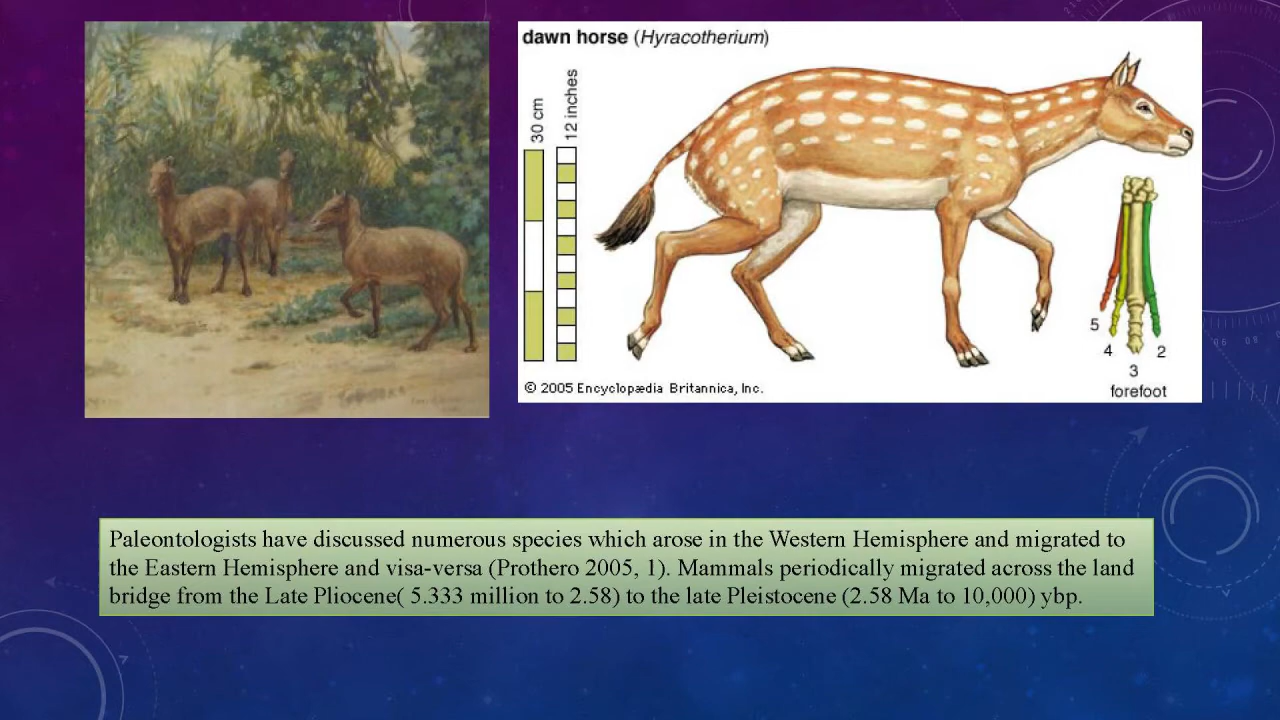 dawn horse (Hyracotherium)
30 cm
12 inches
5
4
3
2
forefoot
© 2005 Encyclopædia Britannica, Inc.
Paleontologists have discussed numerous species which arose in the Western Hemisphere and migrated to
the Eastern Hemisphere and visa-versa (Prothero 2005, 1). Mammals periodically migrated across the land
bridge from the Late Pliocene( 5.333 million to 2.58) to the late Pleistocene (2.58 Ma to 10,000) ybp.